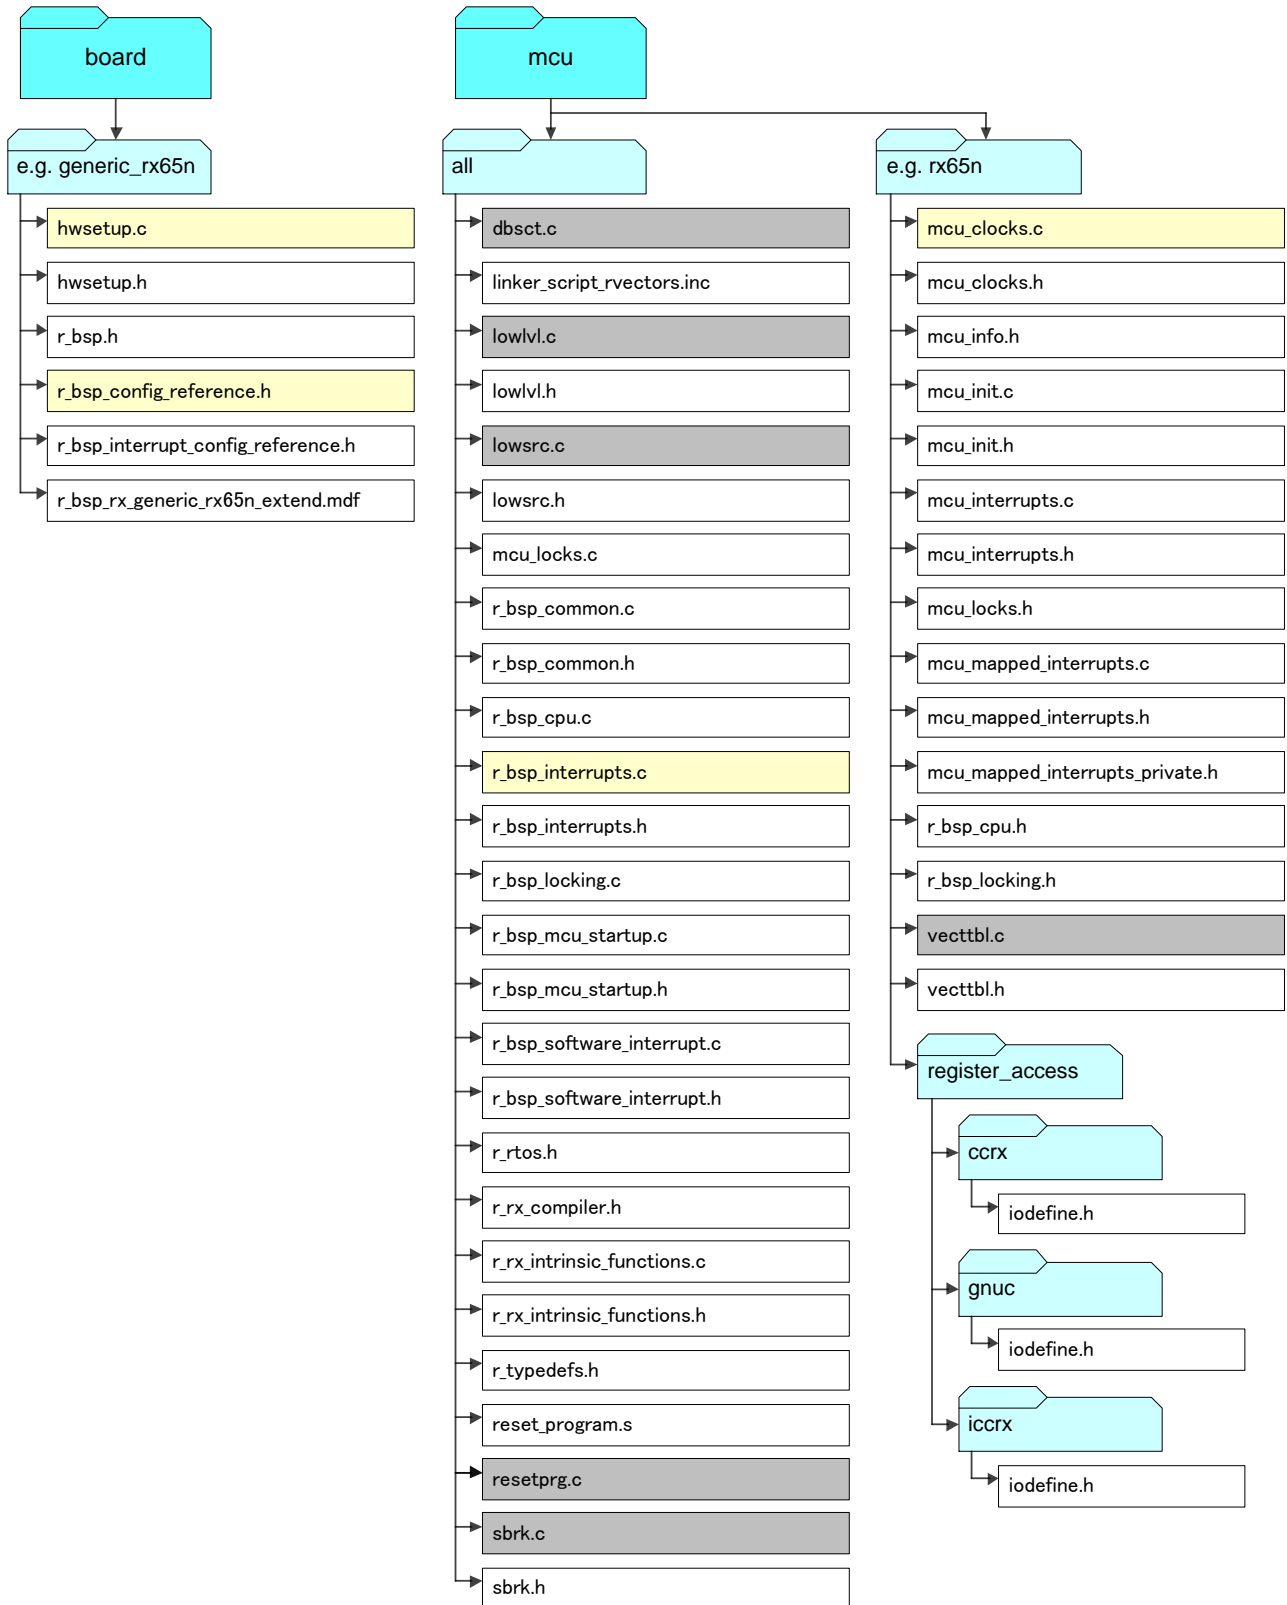 board
e.g. generic_rx65n
hwsetup.c
hwsetup.h
r_bsp.h
r_bsp_config_reference.h
r_bsp_interrupt_config_reference.h
r_bsp_rx_generic_rx65n_extend.mdf
mcu
all
dbsct.c
linker_script_rvectors.inc
lowlvl.c
lowlvl.h
lowsrc.c
lowsrc.h
mcu_locks.c
r_bsp_common.c
r_bsp_common.h
r_bsp_cpu.c
r_bsp_interrupts.c
r_bsp_interrupts.h
r_bsp_locking.c
r_bsp_mcu_startup.c
r_bsp_mcu_startup.h
r_bsp_software_interrupt.c
r_bsp_software_interrupt.h
r_rtos.h
r_rx_compiler.h
r_rx_intrinsic_functions.c
r_rx_intrinsic_functions.h
r_typedefs.h
reset_program.s
resetprg.c
sbrk.c
sbrk.h
e.g. rx65n
mcu_clocks.c
mcu_clocks.h
mcu_info.h
mcu_init.c
mcu_init.h
mcu_interrupts.c
mcu_interrupts.h
mcu_locks.h
mcu_mapped_interrupts.c
mcu_mapped_interrupts.h
mcu_mapped_interrupts_private.h
r_bsp_cpu.h
r_bsp_locking.h
vecttbl.c
vecttbl.h
register_access
ccrx
iodefine.h
gnuc
iodefine.h
iccrx
iodefine.h